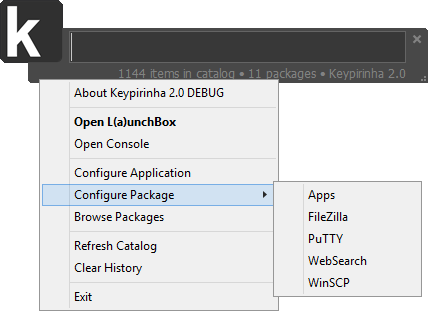 k
1144 items in catalog • 11 packages • Keypirinha 2.0
About Keypirinha 2.0 DEBUG
Open L(a)unchBox
Open Console
Configure Application
Configure Package
Browse Packages
Refresh Catalog
Clear History
Exit
Apps
FileZilla
PuTTY
WebSearch
WinSCP